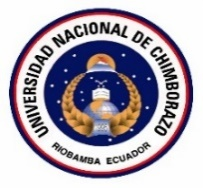 UNIVERSIDAD NACIONAL DE CHIMBORAZO
RIOBAMBA ECUADOR